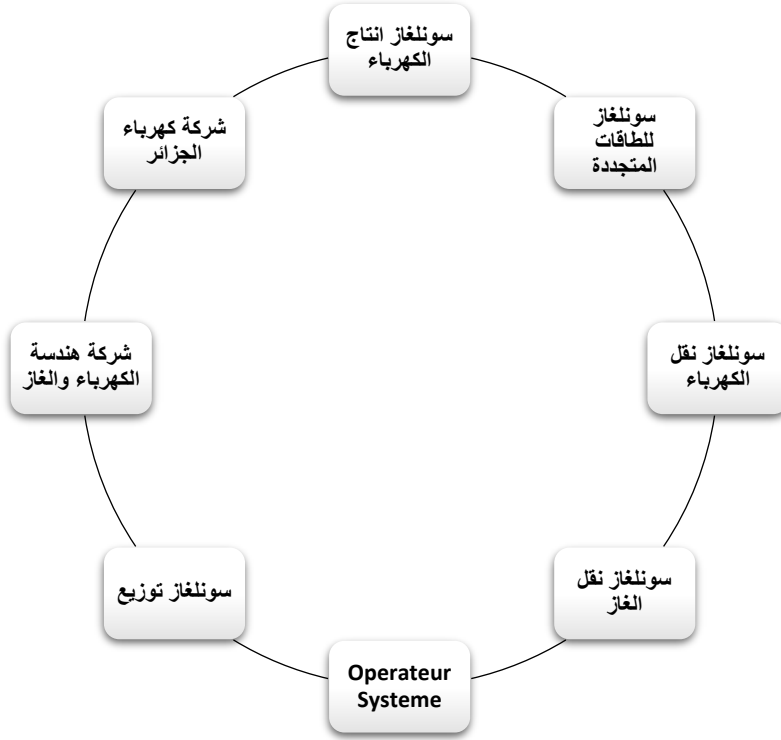 سونلغاز انتاج
الكهرباء
سونلغاز
للطاقات
المتجددة
سونلغاز نقل
الكهرباء
سونلغاز نقل
الغاز
Operateur
Systeme
سونلغاز توزيع
شركة هندسة
الكهرباء والغاز
شركة كهرباء
الجزائر